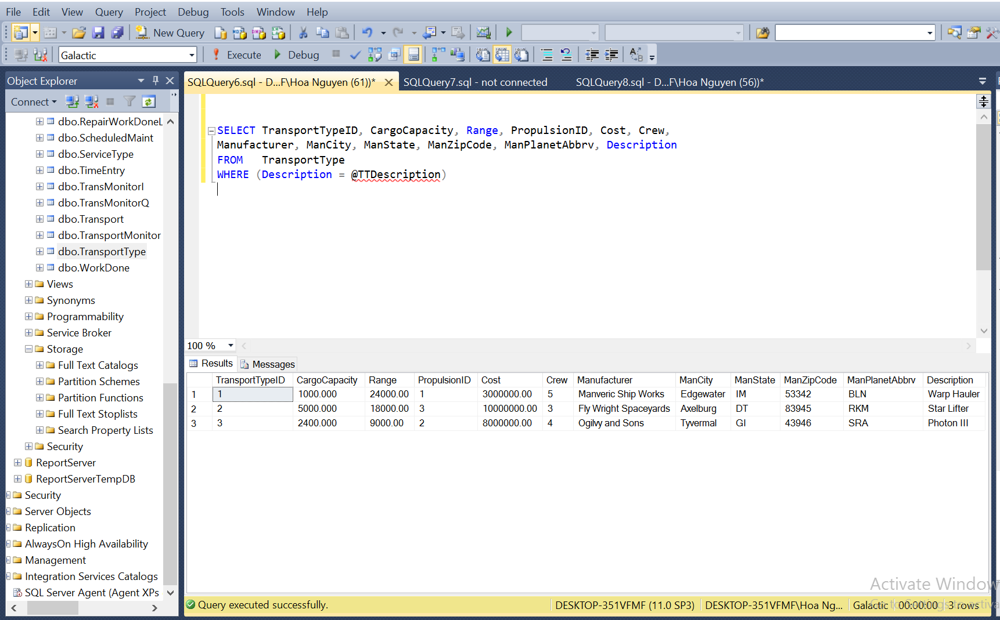 File Edit View Query Project Debug Tools Window Help
New Query
Galactic Execute Debug
Object Explorer
Connect
dbo.RepairWorkDoneL
dbo.ScheduledMaint
dbo.ServiceType
dbo.TimeEntry
dbo.TransMonitorI
dbo.TransMonitorQ
dbo.Transport
dbo.TransportMonitor
dbo.TransportType
dbo.WorkDone
Views
Synonyms
Programmability
Service Broker
Storage
Full Text Catalogs
Partition Schemes
Partition Functions
Full Text Stoplists
Search Property Lists
Security
ReportServer
ReportServerTempDB
Security
Server Objects
Replication
AlwaysOn High Availability
Management
Integration Services Catalogs
SQL Server Agent (Agent XPs
SQLQuery6.sql - D...F\Hoa Nguyen (61))* SQLQuery7.sql - not connected SQLQuery8.sql - D...F\Hoa Nguyen (56))*
SELECT TransportTypeID, CargoCapacity, Range, PropulsionID, Cost, Crew,
Manufacturer, ManCity, ManState, ManZipCode, ManPlanetAbbrv, Description
FROM TransportType
WHERE (Description = @TTDescription)
100 %
Results Messages
TransportTypeID CargoCapacity Range PropulsionID Cost Crew Manufacturer ManCity ManState ManZipCode ManPlanetAbbrv Description
1 1 1000.000 24000.00 1 3000000.00 5 Manveric Ship Works Edgewater IM 53342 BLN Warp Hauler
2 2 5000.000 18000.00 3 10000000.00 3 Fly Wright Spaceyards Axelburg DT 83945 RKM Star Lifter
3 3 2400.000 9000.00 2 8000000.00 4 Ogilvy and Sons Tyvermal GI 43946 SRA Photon III
Activate Window
Query executed successfully. DESKTOP-351VFMF (11.0 SP3) DESKTOP-351VFMF\Hoa Ng... Galactic 00:00:00 3 rows